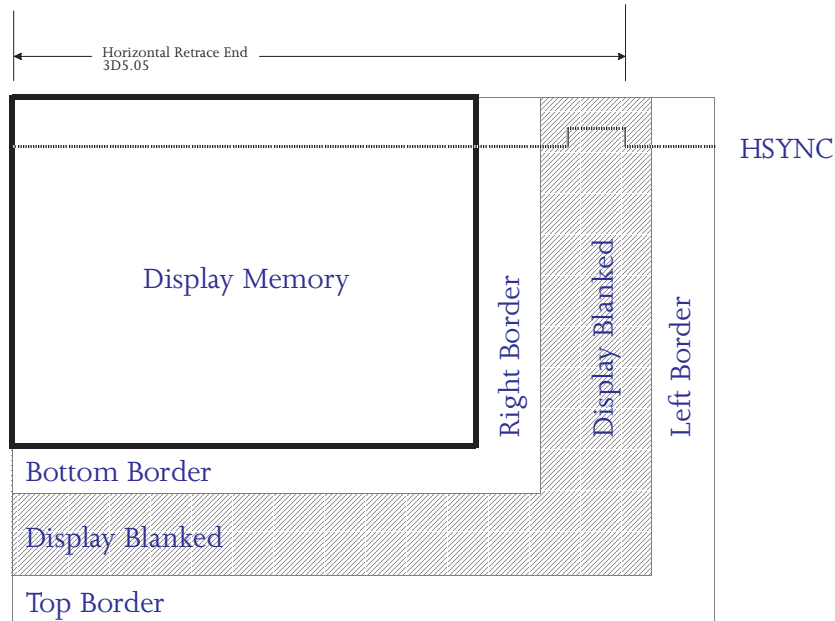 Horizontal Retrace End
3D5.05
HSYNC
Display Memory
Right Border
Display Blanked
Left Border
Bottom Border
Display Blanked
Top Border